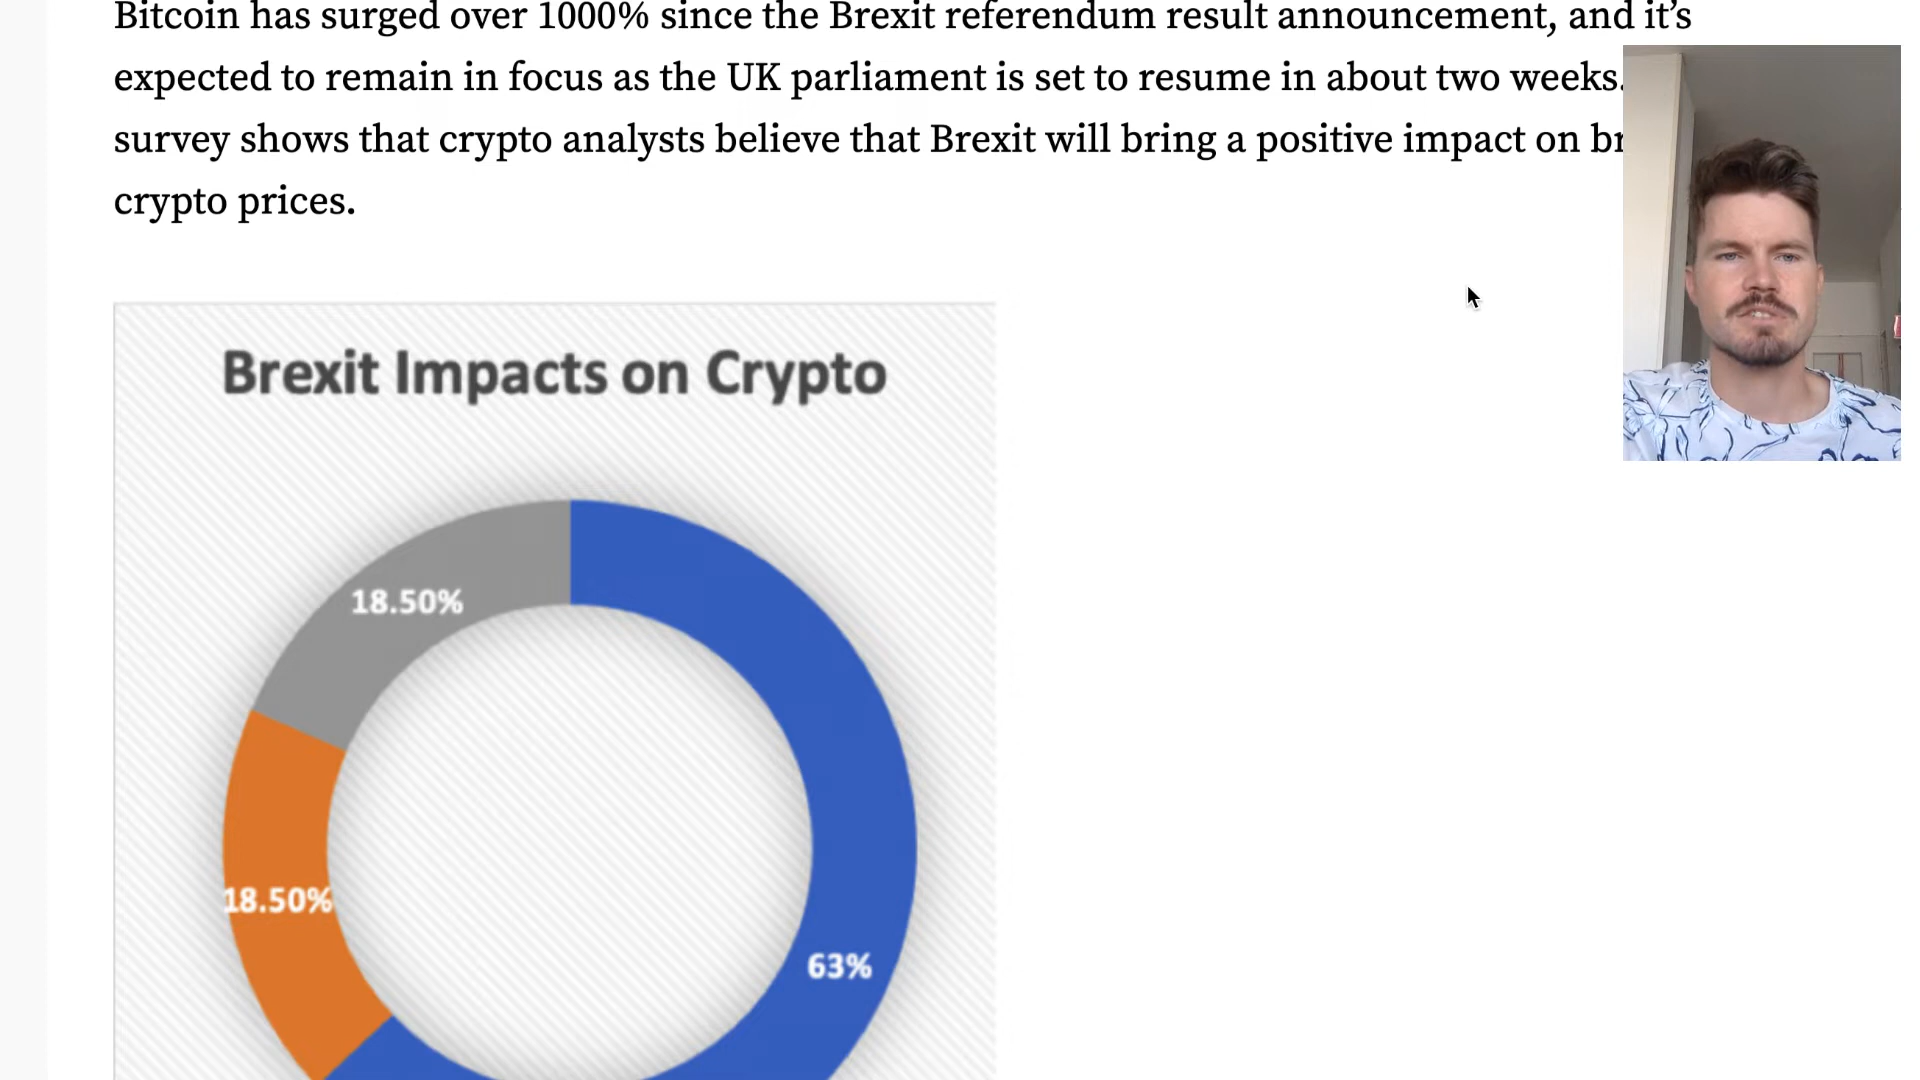 Bitcoin has surged over 1000% since the Brexit referendum result announcement, and it’s
expected to remain in focus as the UK parliament is set to resume in about two weeks.
survey shows that crypto analysts believe that Brexit will bring a positive impact on
crypto prices.
Brexit Impacts on Crypto
18.50%
18.50%
63%